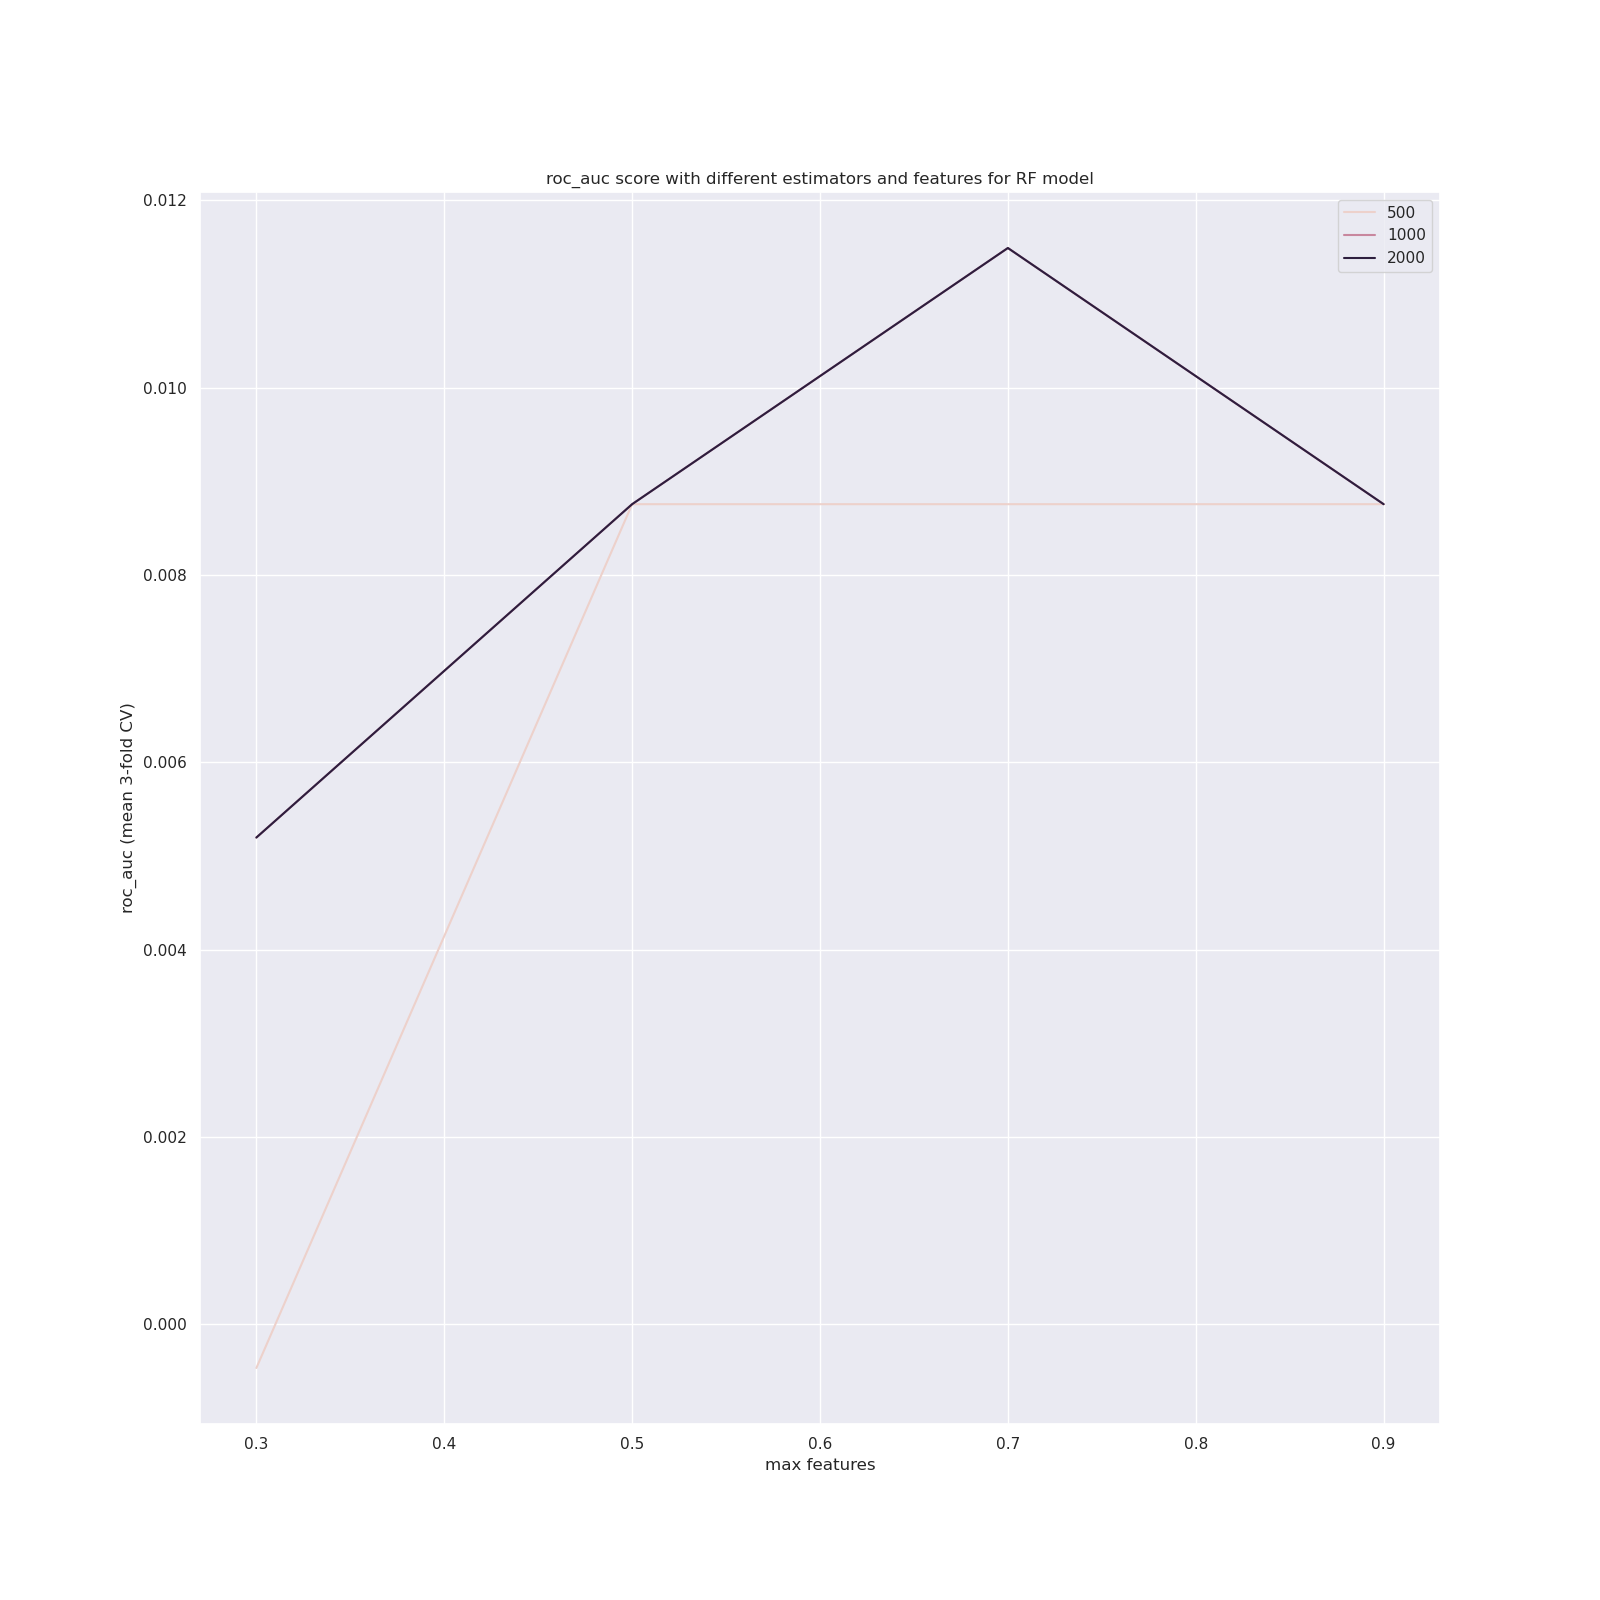 roc_auc score with different estimators and features for RF model
0.012
0.010
0.008
0.006
0.004
0.002
0.000
roc_auc (mean 3-fold CV)
500
1000
2000
0.3 0.4 0.5 0.6 0.7 0.8 0.9
max features